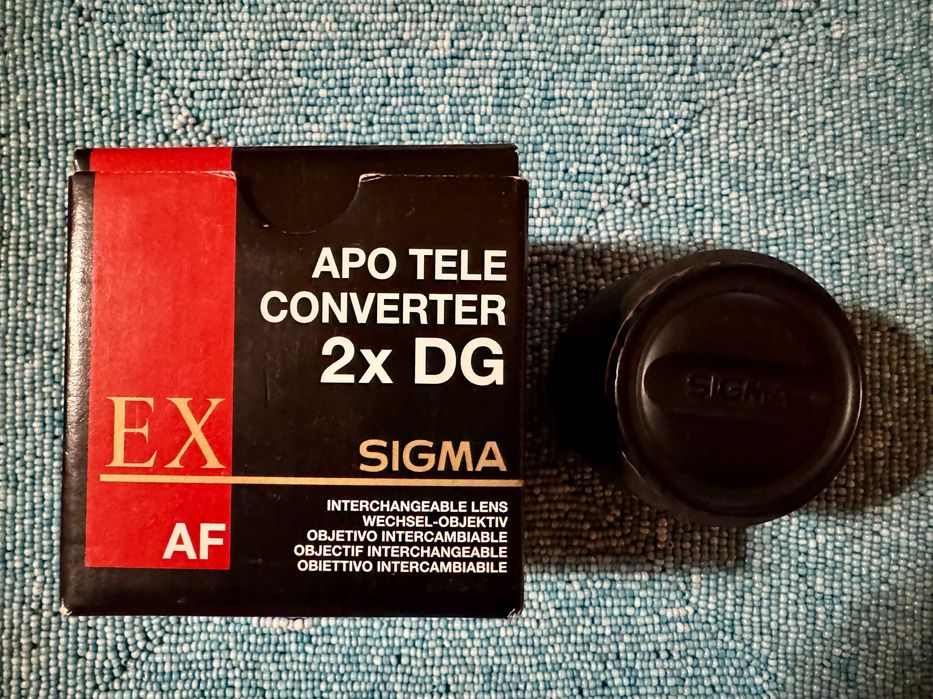 APO TELE
CONVERTER
2x DG
EX
SIGMA
AF
INTERCHANGEABLE LENS
WECHSEL-OBJEKTIV
OBJETIVO INTERCAMBIABLE
OBJECTIF INTERCHANGEABLE
OBIETTIVO INTERCAMBIABILE
SIGMA